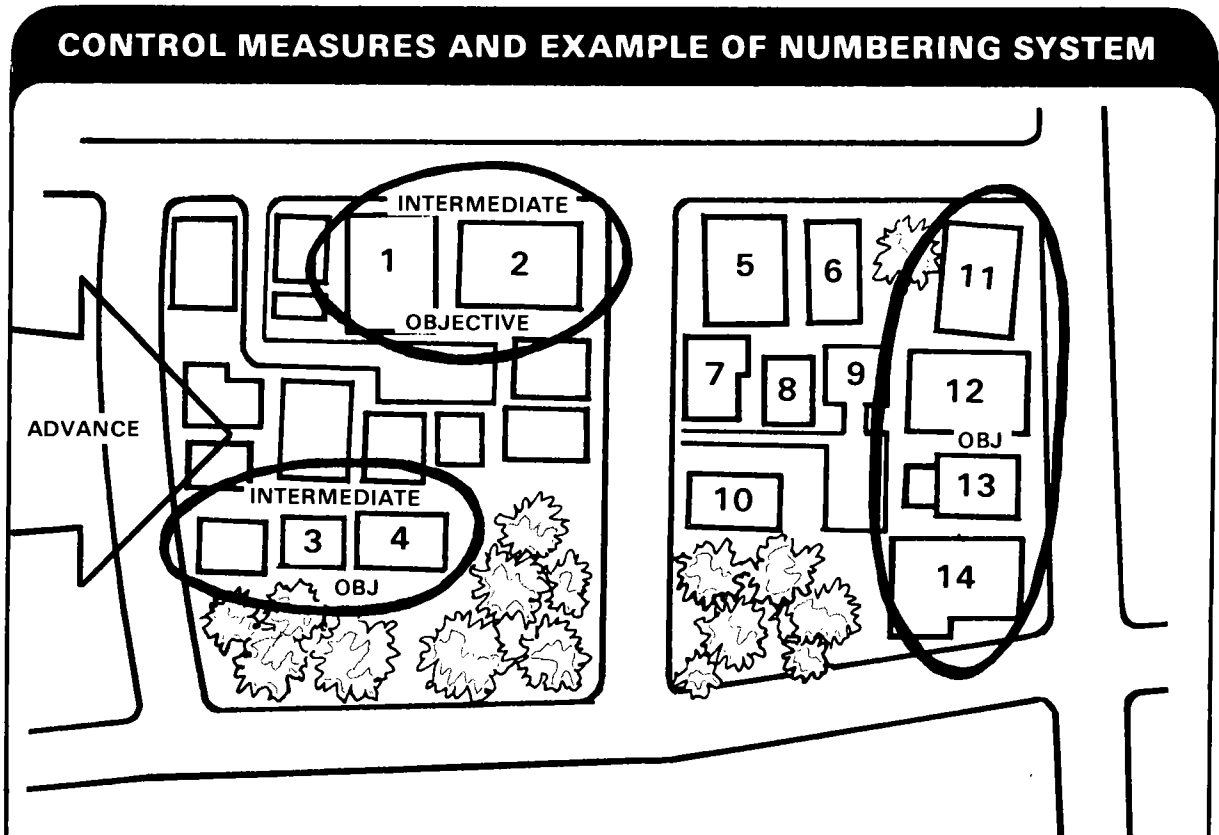 CONTROL MEASURES AND EXAMPLE OF NUMBERING SYSTEM
INTERMEDIATE
1
2
OBJECTIVE
5
6
11
7
8
9
12
ADVANCE
OBJ
INTERMEDIATE
13
10
3
4
14
OBJ